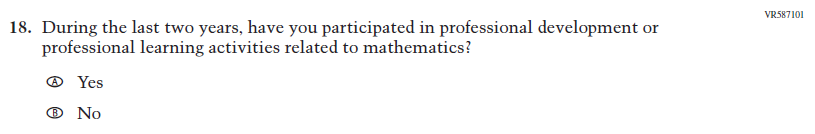 VR587101
18. During the last two years, have you participated in professional development or
professional learning activities related to mathematics?
A Yes
B No